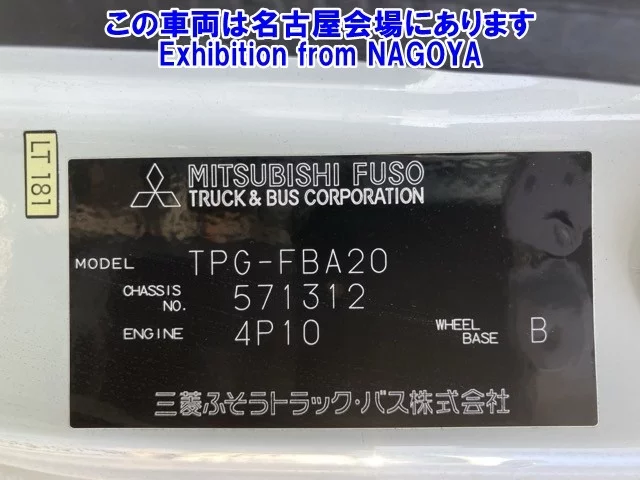 この車両は名古屋会場にあります
Exhibition from NAGOYA
LT 181
MITSUBISHI FUSO
TRUCK & BUS CORPORATION
MODEL TPG-FBA20
CHASSIS NO. 571312
ENGINE 4P10 WHEEL BASE B
三菱ふそうトラック・バス株式会社